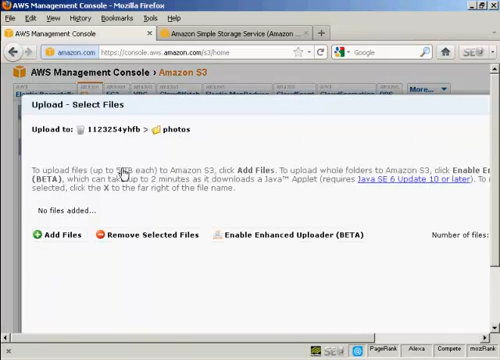 AWS Management Console - Mozilla Firefox
File Edit View History Bookmarks Tools Help
AWS Management Console
Amazon Simple Storage Service (Amazon ...
amazon.com
https://console.aws.amazon.com/s3/home
Google
AWS Management Console > Amazon S3
More...
Upload - Select Files
Upload to: 1123254yhfb > photos
To upload files (up to each) to Amazon S3, click Add Files. To upload whole folders to Amazon S3, click Enable En
(BETA), which can take up to 2 minutes as it downloads a Java™ Applet (requires Java SE 6 Update 10 or later). To
selected, click the X to the far right of the file name.
No files added...
Add Files Remove Selected Files Enable Enhanced Uploader (BETA) Number of files:
PageRank Alexa Compete mozRank